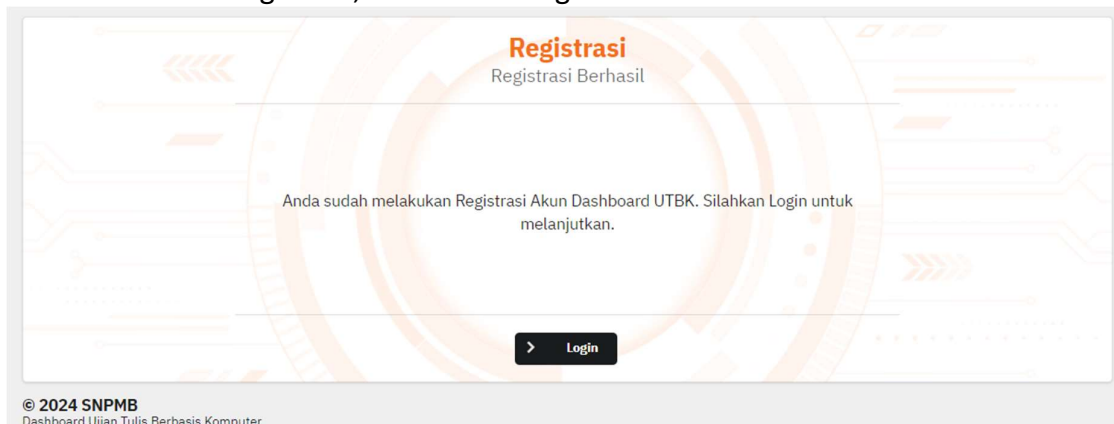 Registrasi
Registrasi Berhasil
Anda sudah melakukan Registrasi Akun Dashboard UTBK. Silahkan Login untuk
melanjutkan.
Login
© 2024 SNPMB
Dashboard Ujian Tulis Berbasis Komputer